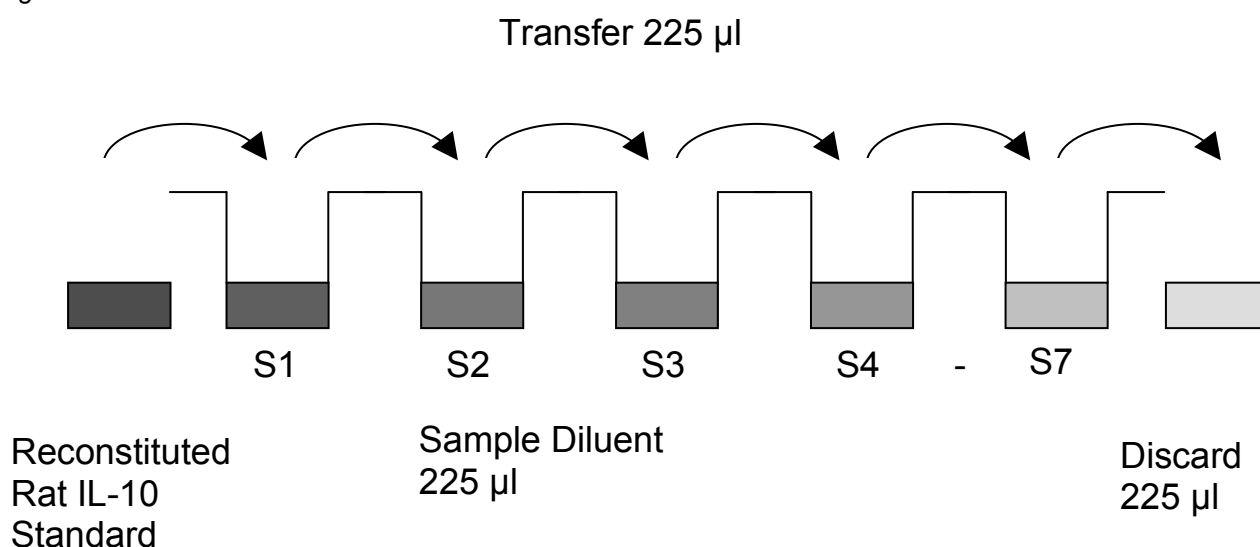 Transfer 225 µl
S1 S2 S3 S4 - S7
Reconstituted
Rat IL-10
Standard
Sample Diluent
225 µl
Discard
225 µl